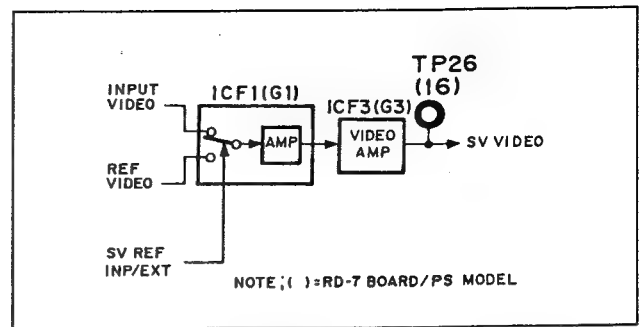 TP26
(16)
INPUT
VIDEO
ICF1(G1)
ICF3(G3)
AMP
VIDEO
AMP
SV VIDEO
REF
VIDEO
SV REF
INP/EXT
NOTE;( )=RD-7 BOARD/PS MODEL